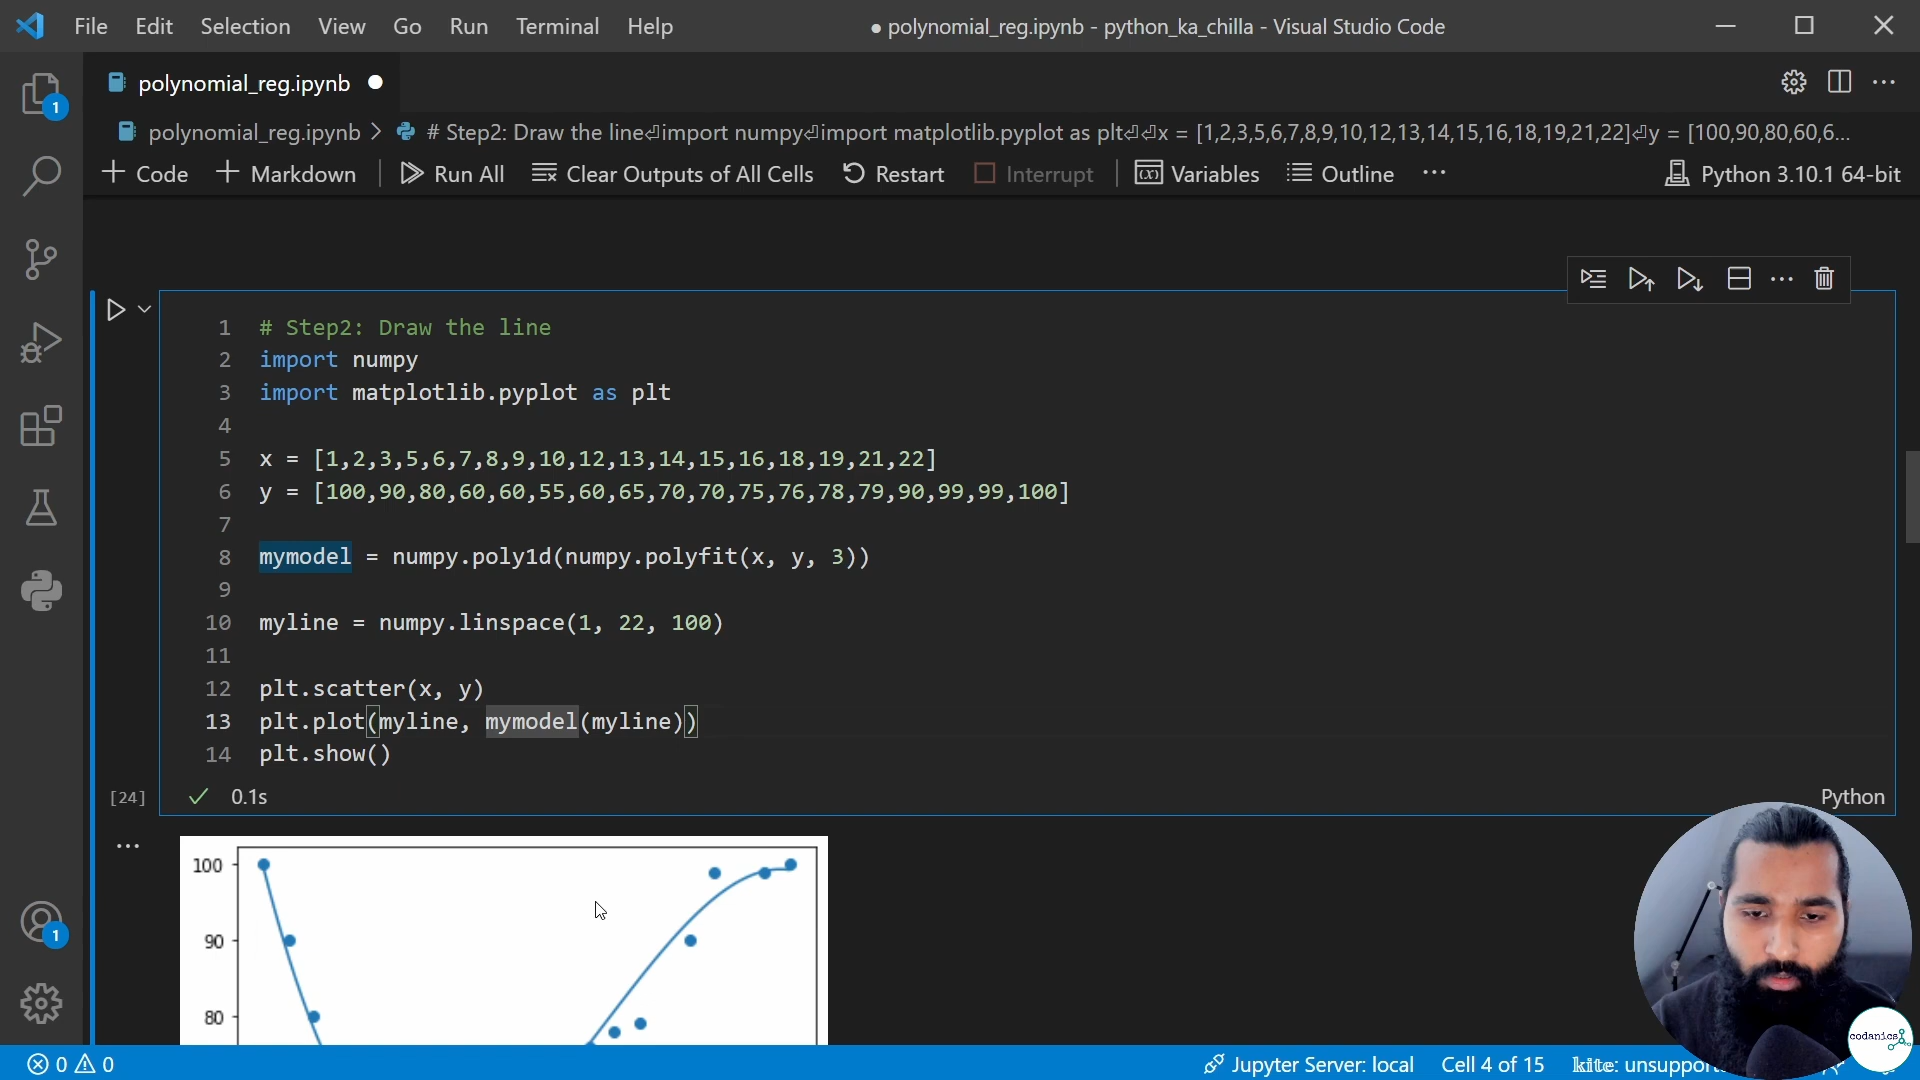 File Edit Selection View Go Run Terminal Help
● polynomial_reg.ipynb - python_ka_chilla - Visual Studio Code
polynomial_reg.ipynb
polynomial_reg.ipynb > # Step2: Draw the line⏎import numpy⏎import matplotlib.pyplot as plt⏎⏎x = [1,2,3,5,6,7,8,9,10,12,13,14,15,16,18,19,21,22]⏎y = [100,90,80,60,6...
Code Markdown Run All Clear Outputs of All Cells Restart Interrupt Variables Outline ··· Python 3.10.1 64-bit
1 # Step2: Draw the line
2 import numpy
3 import matplotlib.pyplot as plt
4
5 x = [1,2,3,5,6,7,8,9,10,12,13,14,15,16,18,19,21,22]
6 y = [100,90,80,60,60,55,60,65,70,70,75,76,78,79,90,99,99,100]
7
8 mymodel = numpy.poly1d(numpy.polyfit(x, y, 3))
9
10 myline = numpy.linspace(1, 22, 100)
11
12 plt.scatter(x, y)
13 plt.plot(myline, mymodel(myline))
14 plt.show()
[24] 0.1s Python
100
90
80
codanics
1
1
0 0 Jupyter Server: local Cell 4 of 15 kite: